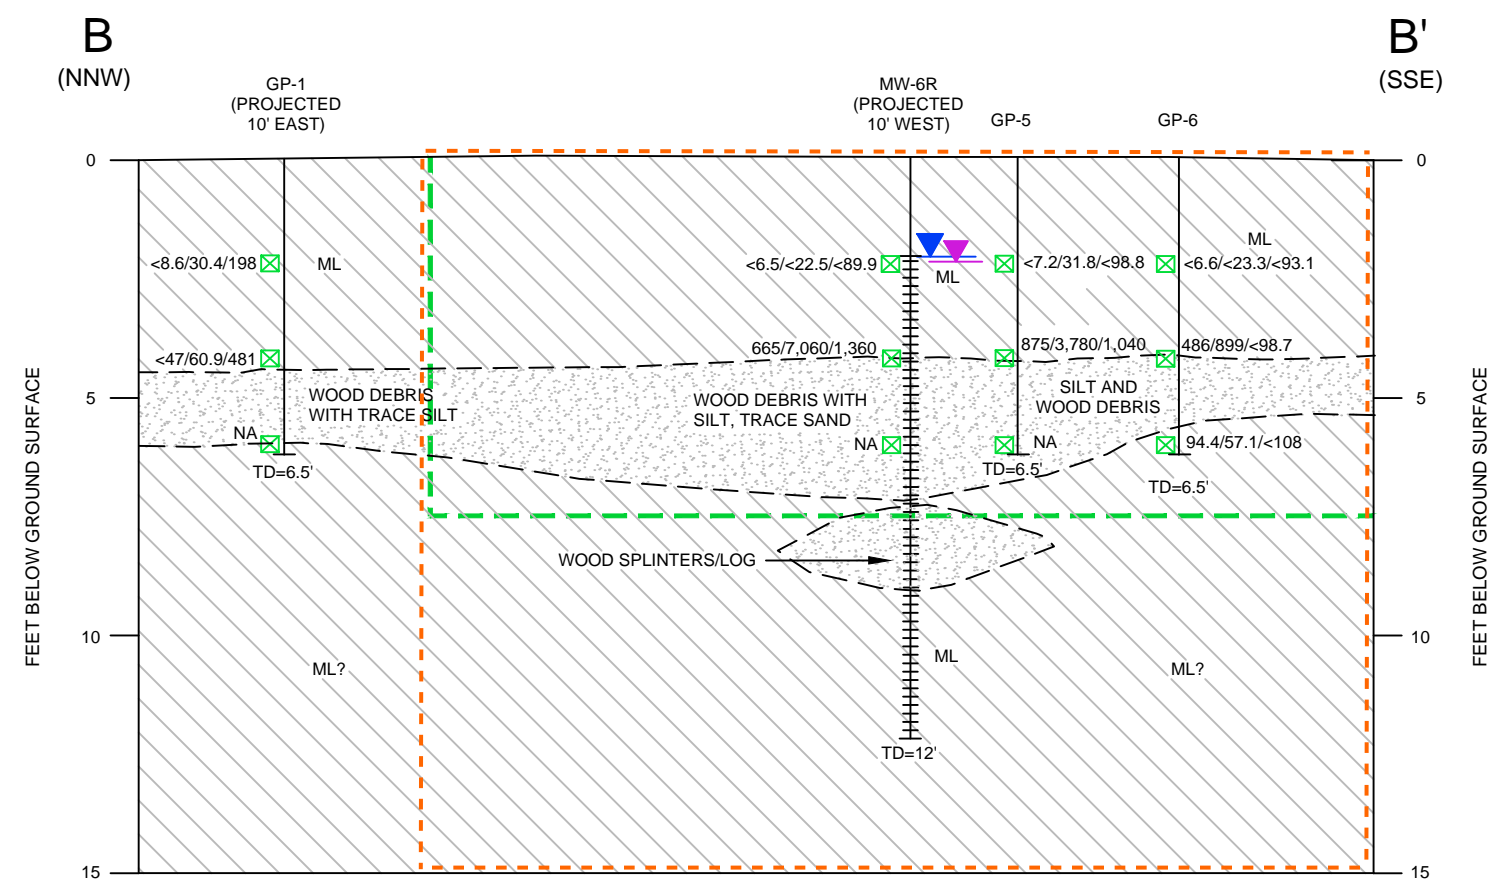 B
(NNW)
B'
(SSE)
GP-1
(PROJECTED
10' EAST)
MW-6R
(PROJECTED
10' WEST)
GP-5
GP-6
0
0
ML
<8.6/30.4/198
ML
<6.5/<22.5/<89.9
ML
<7.2/31.8/<98.8
<6.6/<23.3/<93.1
<47/60.9/481
665/7,060/1,360
875/3,780/1,040
486/899/<98.7
5
5
WOOD DEBRIS
WITH TRACE SILT
WOOD DEBRIS WITH
SILT, TRACE SAND
SILT AND
WOOD DEBRIS
NA
NA
NA
94.4/57.1/<108
TD=6.5'
TD=6.5'
TD=6.5'
WOOD SPLINTERS/LOG
FEET BELOW GROUND SURFACE
FEET BELOW GROUND SURFACE
10
10
ML?
ML
ML?
TD=12'
15
15